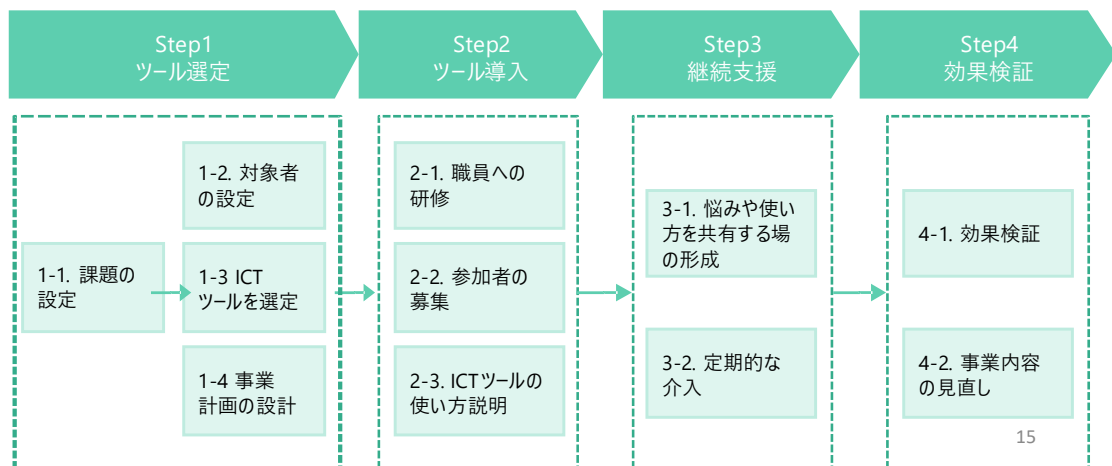 Step1
ツール選定
Step2
ツール導入
Step3
継続支援
Step4
効果検証
1-1. 課題の
設定
1-2. 対象者
の設定
1-3 ICT
ツールを選定
1-4 事業
計画の設計
2-1. 職員への
研修
2-2. 参加者の
募集
2-3. ICTツールの
使い方説明
3-1. 悩みや使い
方を共有する場
の形成
3-2. 定期的な
介入
4-1. 効果検証
4-2. 事業内容
の見直し
15